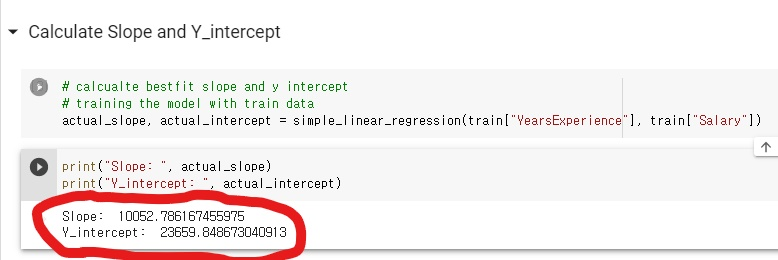 Calculate Slope and Y_intercept
# calcualte bestfit slope and y intercept
# training the model with train data
actual_slope, actual_intercept = simple_linear_regression(train["YearsExperience"], train["Salary"])
print("Slope: ", actual_slope)
print("Y_intercept: ", actual_intercept)
Slope:  10052.786167455975
Y_intercept:  23659.848673040913